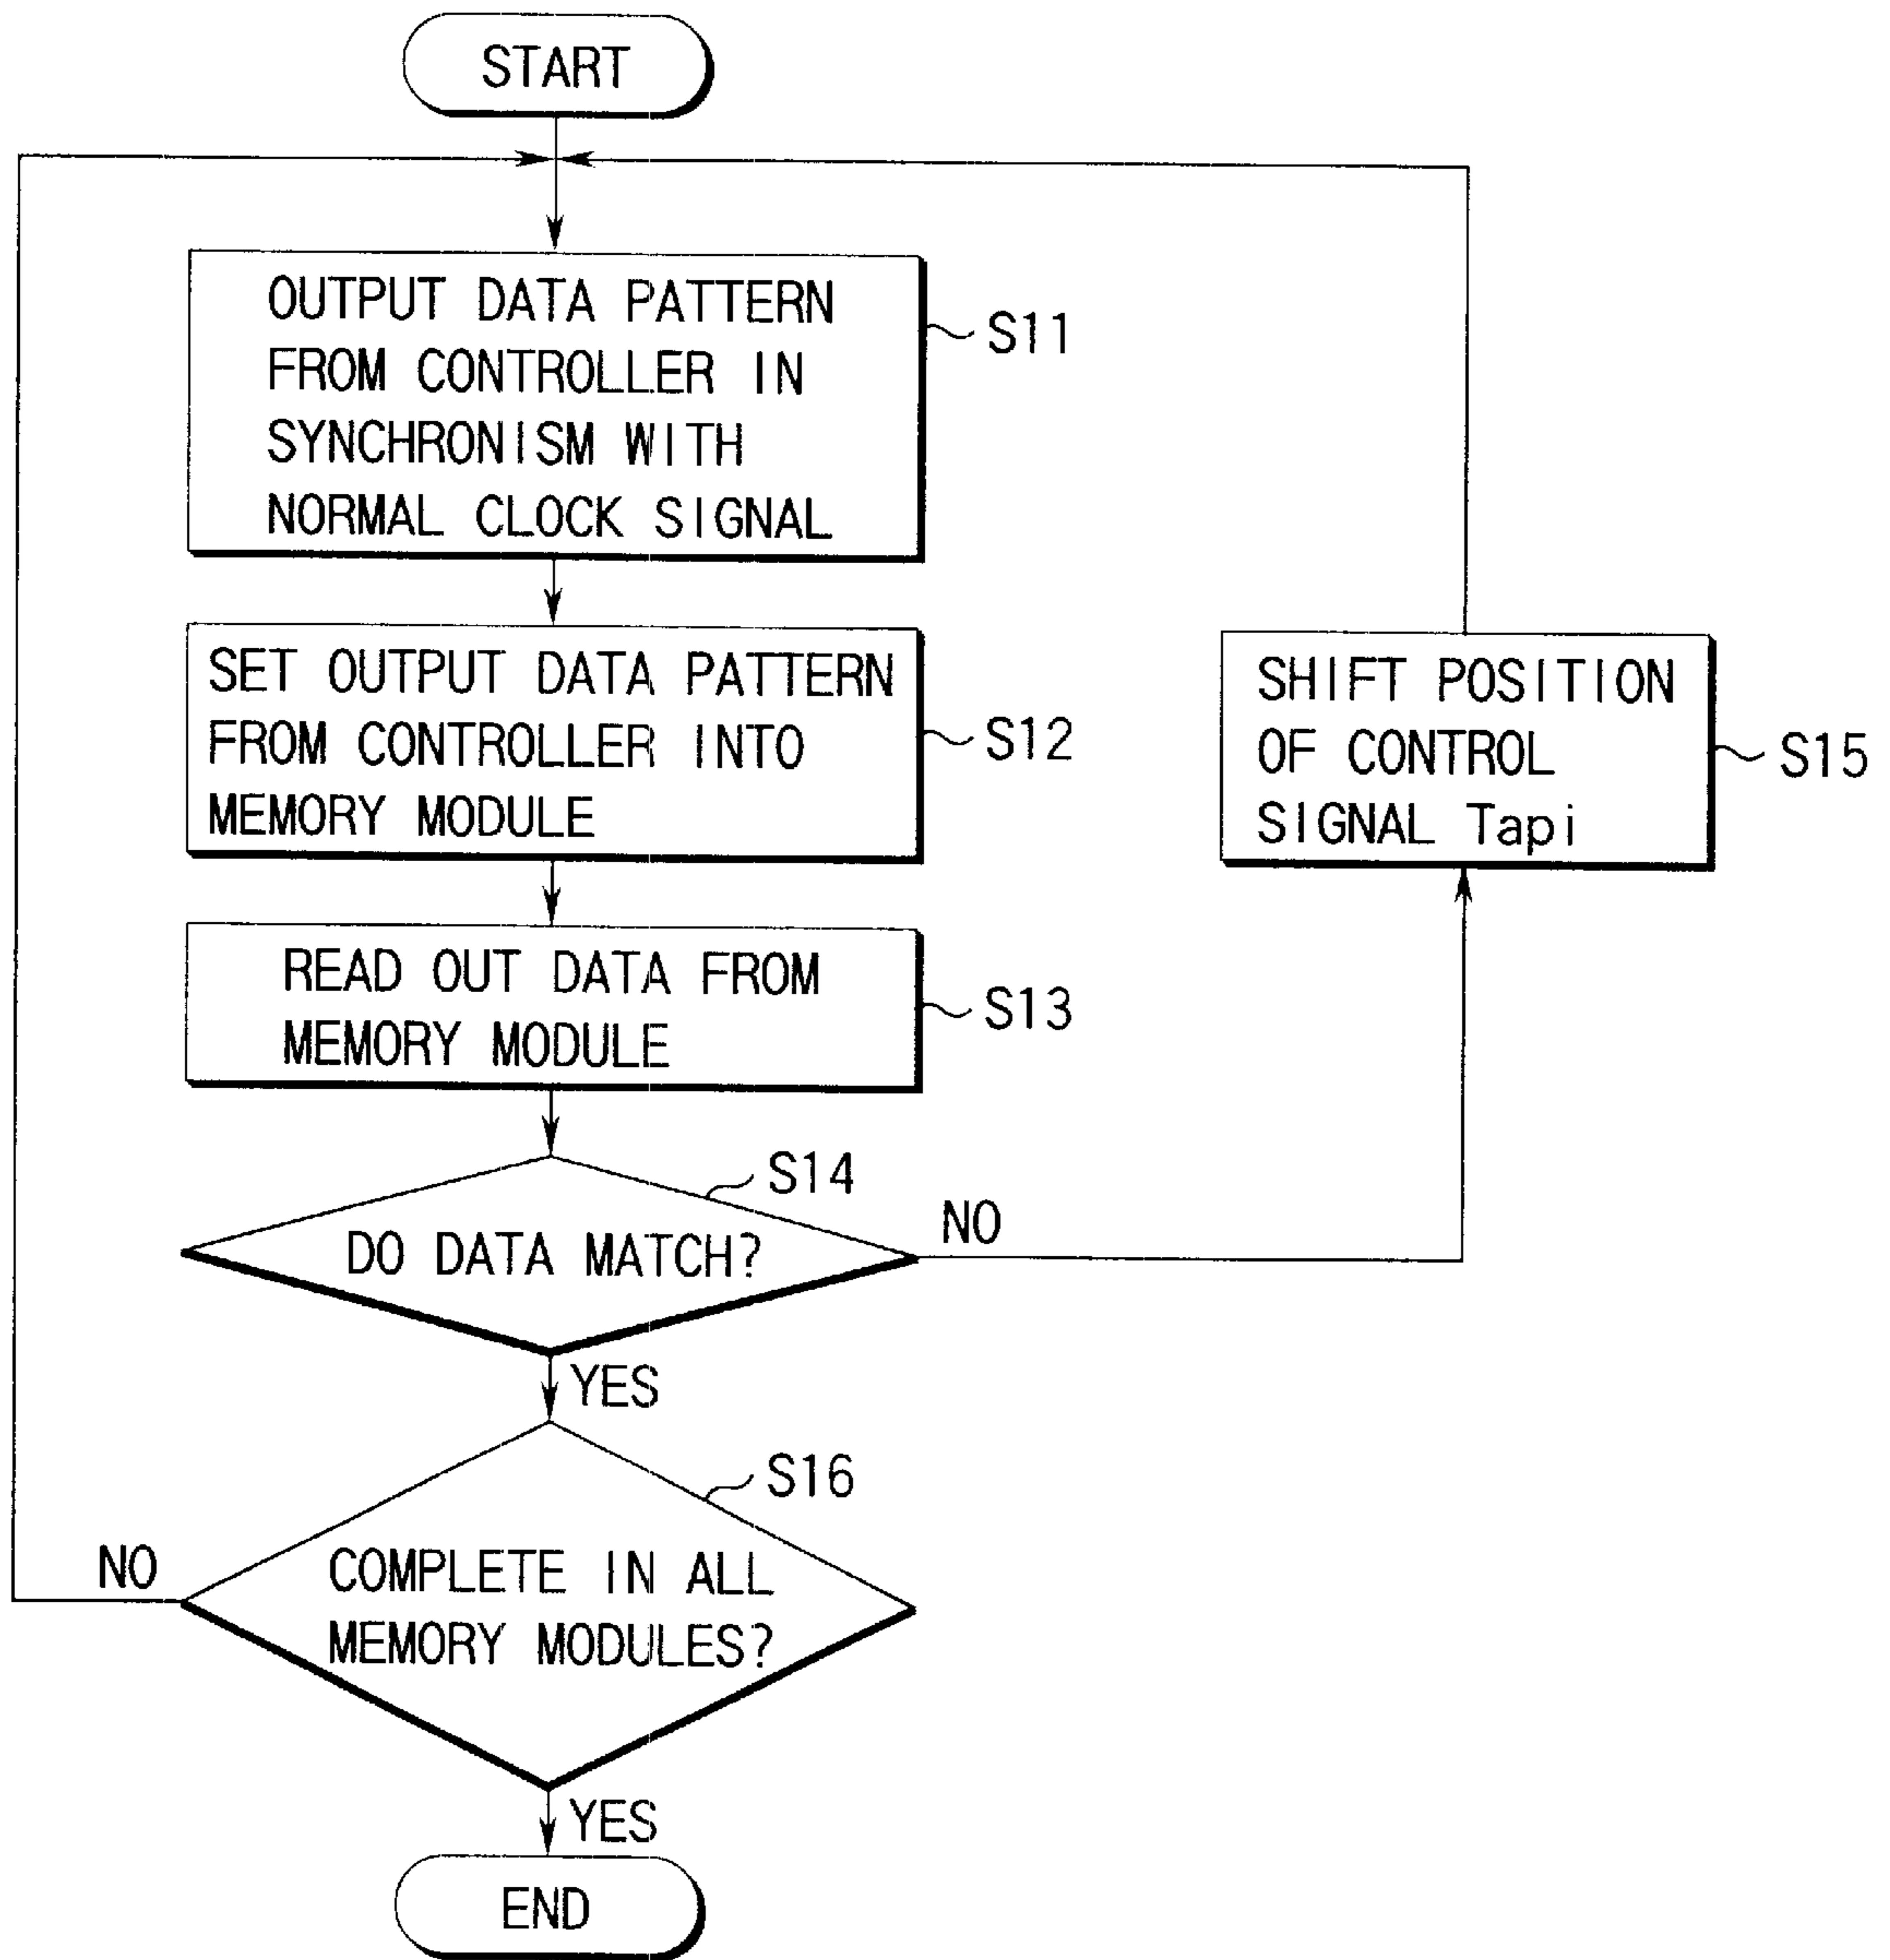 START
OUTPUT DATA PATTERN
FROM CONTROLLER IN
SYNCHRONISM WITH
NORMAL CLOCK SIGNAL
S11
SET OUTPUT DATA PATTERN
FROM CONTROLLER INTO
MEMORY MODULE
S12
SHIFT POSITION
OF CONTROL
SIGNAL Tapi
S15
READ OUT DATA FROM
MEMORY MODULE
S13
S14
DO DATA MATCH?
NO
YES
S16
COMPLETE IN ALL
MEMORY MODULES?
NO
YES
END